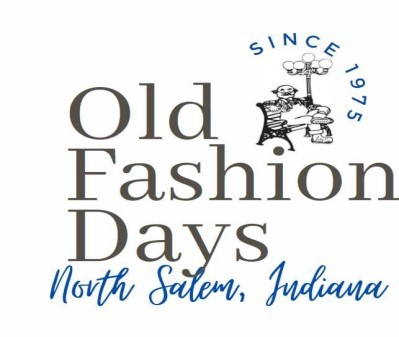 SINCE 1975
Old
Fashion
Days
North Salem, Indiana